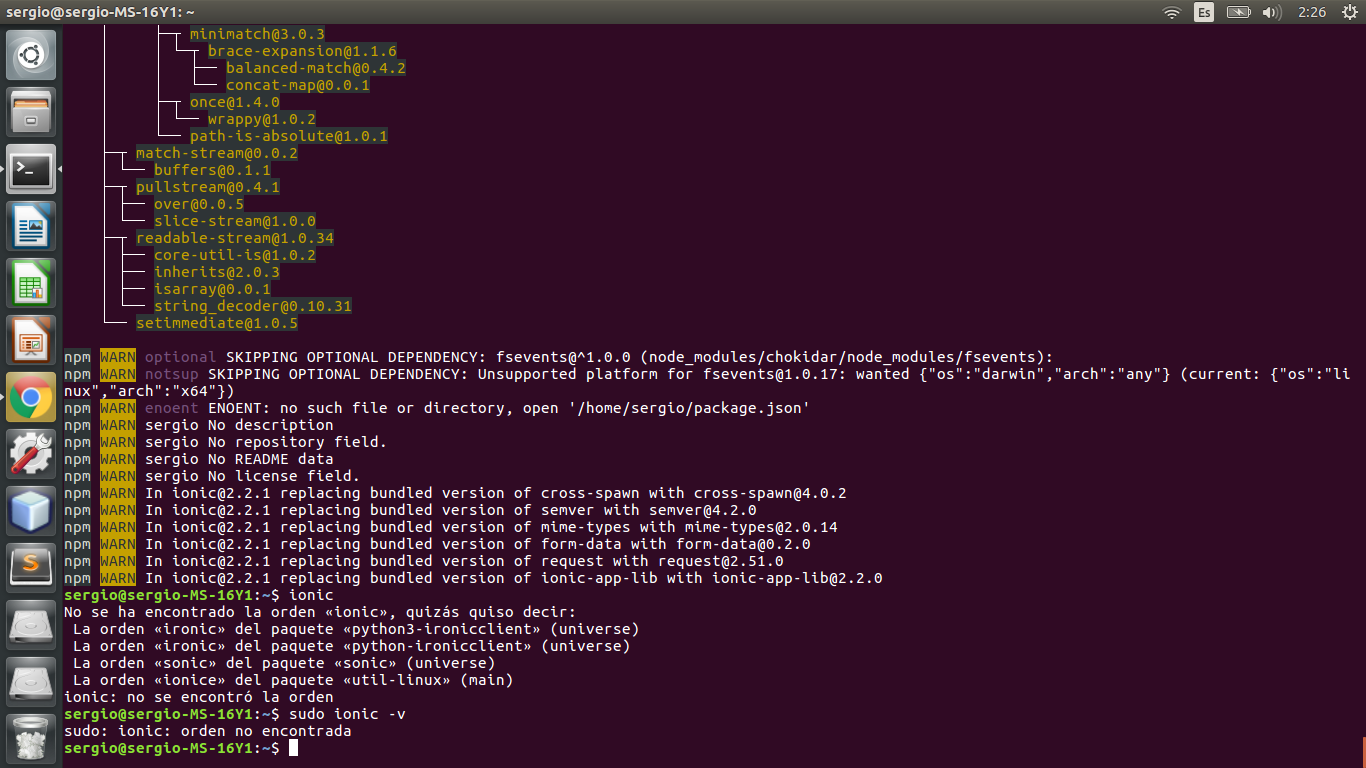 sergio@sergio-MS-16Y1: ~
Es
2:26
minimatch@3.0.3
brace-expansion@1.1.6
balanced-match@0.4.2
concat-map@0.0.1
once@1.4.0
wrappy@1.0.2
path-is-absolute@1.0.1
match-stream@0.0.2
buffers@0.1.1
pullstream@0.4.1
over@0.0.5
slice-stream@1.0.0
readable-stream@1.0.34
core-util-is@1.0.2
inherits@2.0.3
isarray@0.0.1
string_decoder@0.10.31
setimmediate@1.0.5
npm WARN optional SKIPPING OPTIONAL DEPENDENCY: fsevents@^1.0.0 (node_modules/chokidar/node_modules/fsevents):
npm WARN notsup SKIPPING OPTIONAL DEPENDENCY: Unsupported platform for fsevents@1.0.17: wanted {"os":"darwin","arch":"any"} (current: {"os":"li
nux","arch":"x64"})
npm WARN enoent ENOENT: no such file or directory, open '/home/sergio/package.json'
npm WARN sergio No description
npm WARN sergio No repository field.
npm WARN sergio No README data
npm WARN sergio No license field.
npm WARN In ionic@2.2.1 replacing bundled version of cross-spawn with cross-spawn@4.0.2
npm WARN In ionic@2.2.1 replacing bundled version of semver with semver@4.2.0
npm WARN In ionic@2.2.1 replacing bundled version of mime-types with mime-types@2.0.14
npm WARN In ionic@2.2.1 replacing bundled version of form-data with form-data@0.2.0
npm WARN In ionic@2.2.1 replacing bundled version of request with request@2.51.0
npm WARN In ionic@2.2.1 replacing bundled version of ionic-app-lib with ionic-app-lib@2.2.0
sergio@sergio-MS-16Y1:~$ ionic
No se ha encontrado la orden «ionic», quizás quiso decir:
La orden «ironic» del paquete «python3-ironicclient» (universe)
La orden «ironic» del paquete «python-ironicclient» (universe)
La orden «sonic» del paquete «sonic» (universe)
La orden «ionice» del paquete «util-linux» (main)
ionic: no se encontró la orden
sergio@sergio-MS-16Y1:~$ sudo ionic -v
sudo: ionic: orden no encontrada
sergio@sergio-MS-16Y1:~$